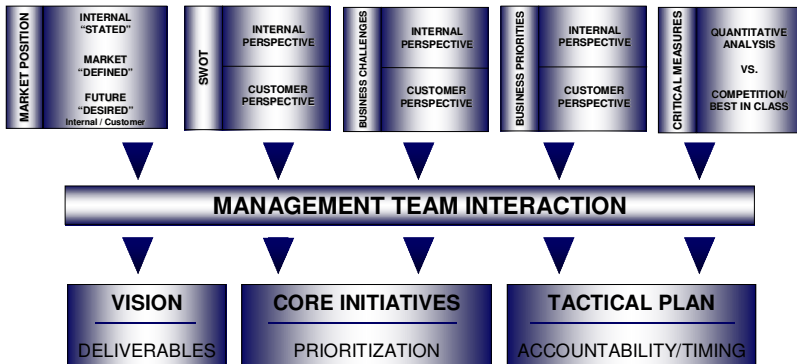 MARKET POSITION
INTERNAL
“STATED”
MARKET
“DEFINED”
FUTURE
“DESIRED”
Internal / Customer
SWOT
INTERNAL
PERSPECTIVE
CUSTOMER
PERSPECTIVE
BUSINESS CHALLENGES
INTERNAL
PERSPECTIVE
CUSTOMER
PERSPECTIVE
BUSINESS PRIORITIES
INTERNAL
PERSPECTIVE
CUSTOMER
PERSPECTIVE
CRITICAL MEASURES
QUANTITATIVE
ANALYSIS
VS.
COMPETITION/
BEST IN CLASS
MANAGEMENT TEAM INTERACTION
VISION
DELIVERABLES
CORE INITIATIVES
PRIORITIZATION
TACTICAL PLAN
ACCOUNTABILITY/TIMING